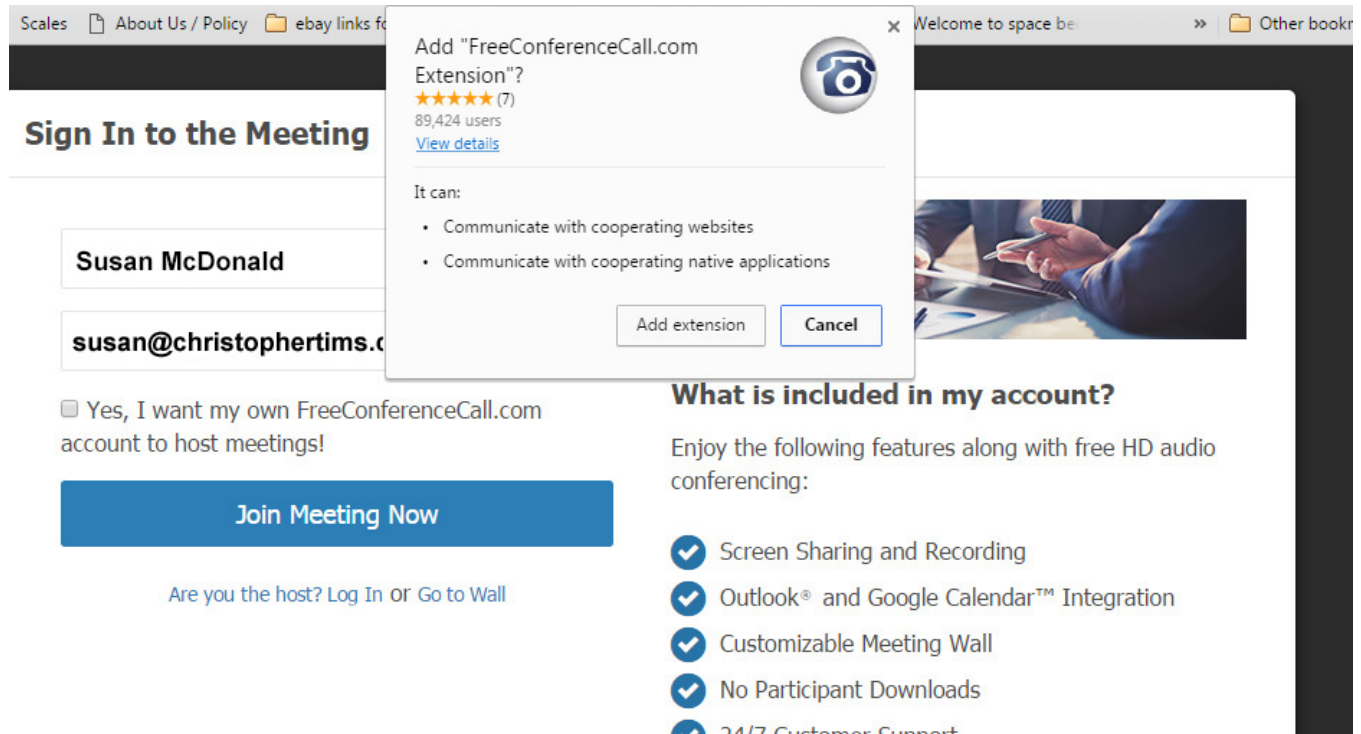 Scales About Us / Policy ebay links Welcome to space » Other
Add "FreeConferenceCall.com
Extension"?
★★★★★ (7)
89,424 users
View details
It can:
• Communicate with cooperating websites
• Communicate with cooperating native applications
Add extension Cancel
Sign In to the Meeting
Susan McDonald
susan@christophertims.
Yes, I want my own FreeConferenceCall.com
account to host meetings!
Join Meeting Now
Are you the host? Log In or Go to Wall
What is included in my account?
Enjoy the following features along with free HD audio
conferencing:
Screen Sharing and Recording
Outlook® and Google Calendar™ Integration
Customizable Meeting Wall
No Participant Downloads
24/7 Customer Support